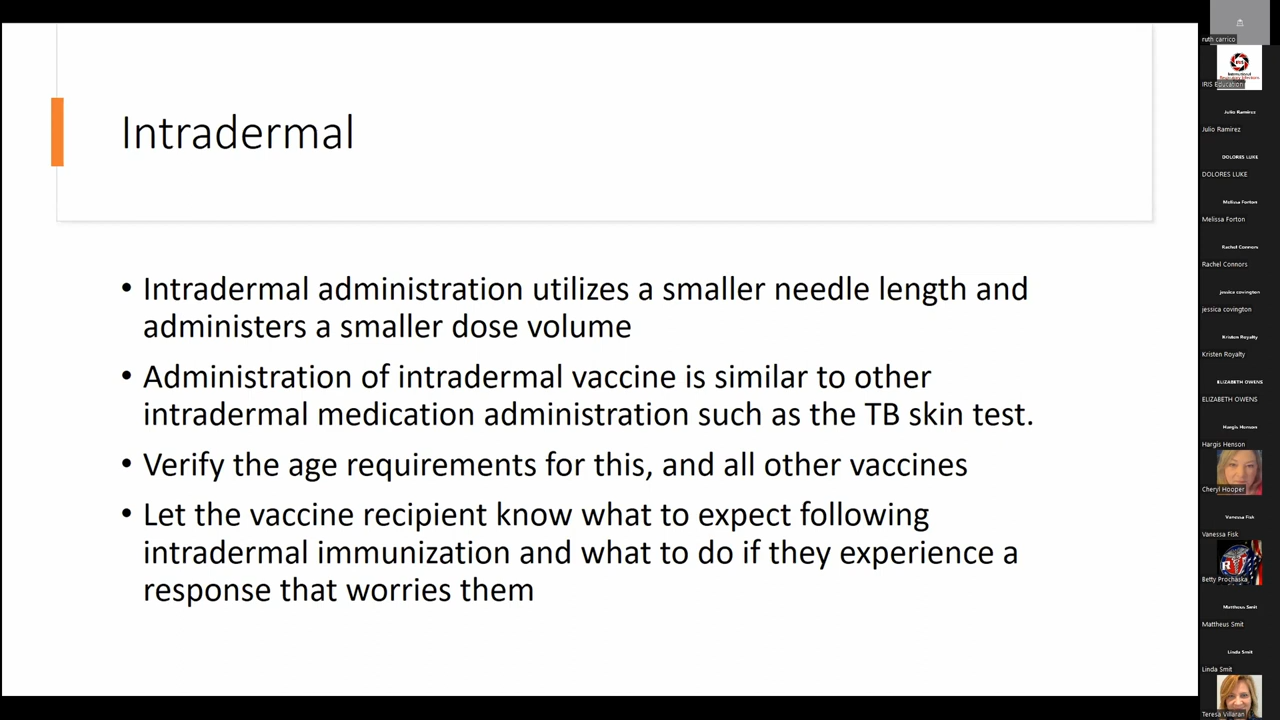 Intradermal
• Intradermal administration utilizes a smaller needle length and
administers a smaller dose volume
• Administration of intradermal vaccine is similar to other
intradermal medication administration such as the TB skin test.
• Verify the age requirements for this, and all other vaccines
• Let the vaccine recipient know what to expect following
intradermal immunization and what to do if they experience a
response that worries them
ruth carrico
IRIS
IRIS Education
Julio Ramirez
Julio Ramirez
DOLORES LUKE
DOLORES LUKE
Melissa Forton
Melissa Forton
Rachel Connors
Rachel Connors
jessica covington
jessica covington
Kristen Royalty
Kristen Royalty
ELIZABETH OWENS
ELIZABETH OWENS
Hargis Henson
Hargis Henson
Cheryl Hooper
Vanessa Fisk
Vanessa Fisk
Betty Prochaska
Mattheus Smit
Mattheus Smit
Linda Smit
Linda Smit
Teresa Villaran